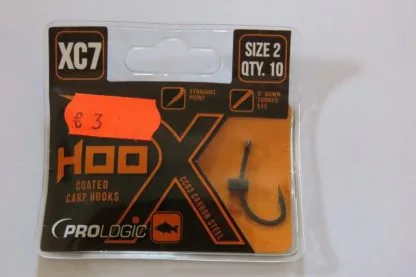 XC7
SIZE 2
QTY. 10
STRAIGHT
POINT
DOWN
TURNED
EYE
€ 3
HOOX
COATED
CARP HOOKS
CC83 CARBON STEEL
PROLOGIC